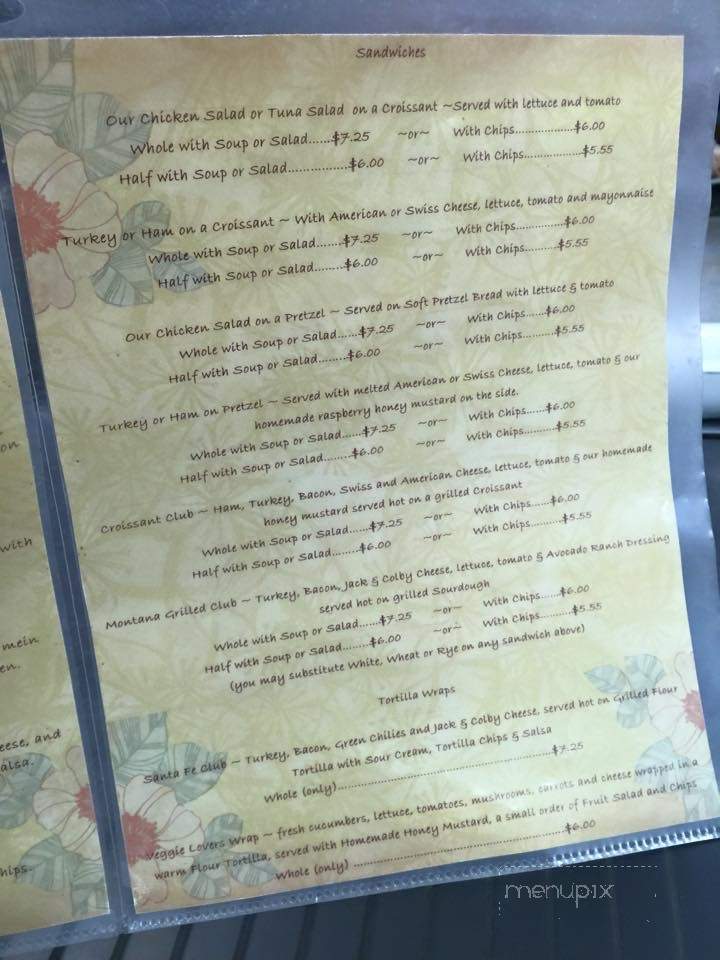 Sandwiches
Our Chicken Salad or Tuna Salad on a Croissant ~Served with lettuce and tomato
Whole with Soup or Salad......$7.25 ~or~ With Chips..................$6.00
Half with Soup or Salad................$6.00 ~or~ With Chips..................$5.55
Turkey or Ham on a Croissant ~ With American or Swiss Cheese, lettuce, tomato and mayonnaise
Whole with Soup or Salad.......$7.25 ~or~ With Chips...............$6.00
Half with Soup or Salad........$6.00 ~or~ With Chips...............$5.55
Our Chicken Salad on a Pretzel ~ Served on Soft Pretzel Bread with lettuce & tomato
Whole with Soup or Salad......$7.25 ~or~ With Chips.......$6.00
Half with Soup or Salad........$6.00 ~or~ With Chips..........$5.55
Turkey or Ham on Pretzel ~ Served with melted American or Swiss Cheese, lettuce, tomato & our
homemade raspberry honey mustard on the side.
Whole with Soup or Salad......$7.25 ~or~ With Chips......$6.00
Half with Soup or Salad........$6.00 ~or~ With Chips..........$5.55
Croissant Club ~ Ham, Turkey, Bacon, Swiss and American Cheese, lettuce, tomato & our homemade
honey mustard served hot on a grilled Croissant
Whole with Soup or Salad......$7.25 ~or~ With Chips......$6.00
Half with Soup or Salad........$6.00 ~or~ With Chips..........$5.55
Montana Grilled Club ~ Turkey, Bacon, Jack & Colby Cheese, lettuce, tomato & Avocado Ranch Dressing
served hot on grilled Sourdough
Whole with Soup or Salad......$7.25 ~or~ With Chips......$6.00
Half with Soup or Salad........$6.00 ~or~ With Chips..........$5.55
(you may substitute White, Wheat or Rye on any sandwich above)
Tortilla Wraps
Santa Fe Club ~ Turkey, Bacon, Green Chilies and Jack & Colby Cheese, served hot on Grilled Flour
Tortilla with Sour Cream, Tortilla Chips & Salsa
Whole (only)......................................................$7.25
Veggie Lovers Wrap ~ fresh cucumbers, lettuce, tomatoes, mushrooms, carrots and cheese wrapped in a
warm Flour Tortilla, served with Homemade Honey Mustard, a small order of Fruit Salad and Chips
Whole (only) ......................................................$6.00
on
with
mein
en.
eese, and
alsa.
hips.
menupix